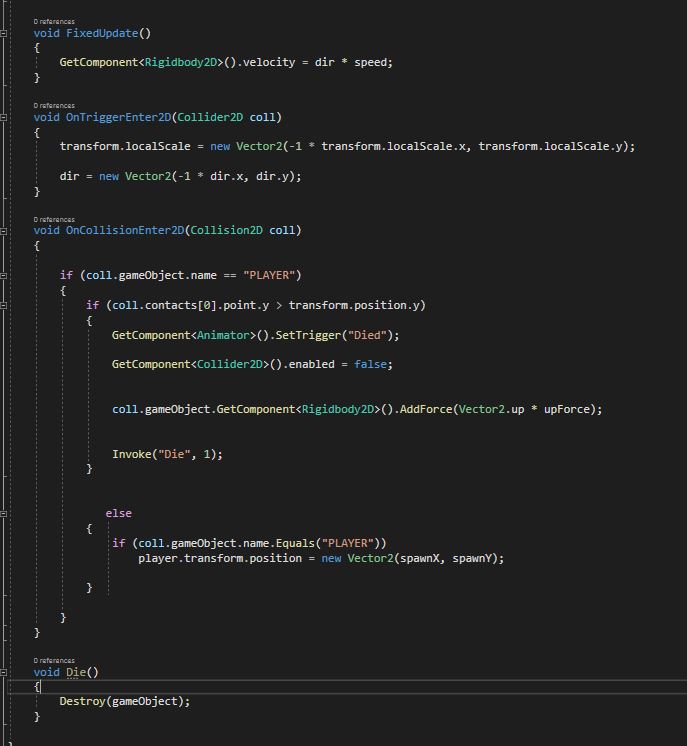 0 references
void FixedUpdate()
{
GetComponent<Rigidbody2D>().velocity = dir * speed;
}
0 references
void OnTriggerEnter2D(Collider2D coll)
{
transform.localScale = new Vector2(-1 * transform.localScale.x, transform.localScale.y);
dir = new Vector2(-1 * dir.x, dir.y);
}
0 references
void OnCollisionEnter2D(Collision2D coll)
{
if (coll.gameObject.name == "PLAYER")
{
if (coll.contacts[0].point.y > transform.position.y)
{
GetComponent<Animator>().SetTrigger("Died");
GetComponent<Collider2D>().enabled = false;
coll.gameObject.GetComponent<Rigidbody2D>().AddForce(Vector2.up * upForce);
Invoke("Die", 1);
}
else
{
if (coll.gameObject.name.Equals("PLAYER"))
player.transform.position = new Vector2(spawnX, spawnY);
}
}
}
0 references
void Die()
{
Destroy(gameObject);
}
}